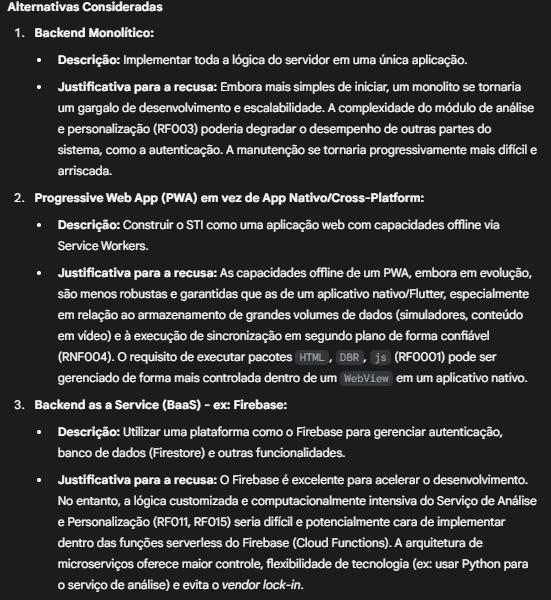 Alternativas Consideradas
1. Backend Monolítico:
• Descrição: Implementar toda a lógica do servidor em uma única aplicação.
• Justificativa para a recusa: Embora mais simples de iniciar, um monolito se tornaria
um gargalo de desenvolvimento e escalabilidade. A complexidade do módulo de análise
e personalização (RF003) poderia degradar o desempenho de outras partes do
sistema, como a autenticação. A manutenção se tornaria progressivamente mais difícil e
arriscada.
2. Progressive Web App (PWA) em vez de App Nativo/Cross-Platform:
• Descrição: Construir o STI como uma aplicação web com capacidades offline via
Service Workers.
• Justificativa para a recusa: As capacidades offline de um PWA, embora em evolução,
são menos robustas e garantidas que as de um aplicativo nativo/Flutter, especialmente
em relação ao armazenamento de grandes volumes de dados (simuladores, conteúdo
em vídeo) e à execução de sincronização em segundo plano de forma confiável
(RNF004). O requisito de executar pacotes HTML, DBR, js (RF0001) pode ser
gerenciado de forma mais controlada dentro de um WebView em um aplicativo nativo.
3. Backend as a Service (BaaS) - ex: Firebase:
• Descrição: Utilizar uma plataforma como o Firebase para gerenciar autenticação,
banco de dados (Firestore) e outras funcionalidades.
• Justificativa para a recusa: O Firebase é excelente para acelerar o desenvolvimento.
No entanto, a lógica customizada e computacionalmente intensiva do Serviço de Análise
e Personalização (RF011, RF015) seria difícil e potencialmente cara de implementar
dentro das funções serverless do Firebase (Cloud Functions). A arquitetura de
microserviços oferece maior controle, flexibilidade de tecnologia (ex: usar Python para
o serviço de análise) e evita o vendor lock-in.